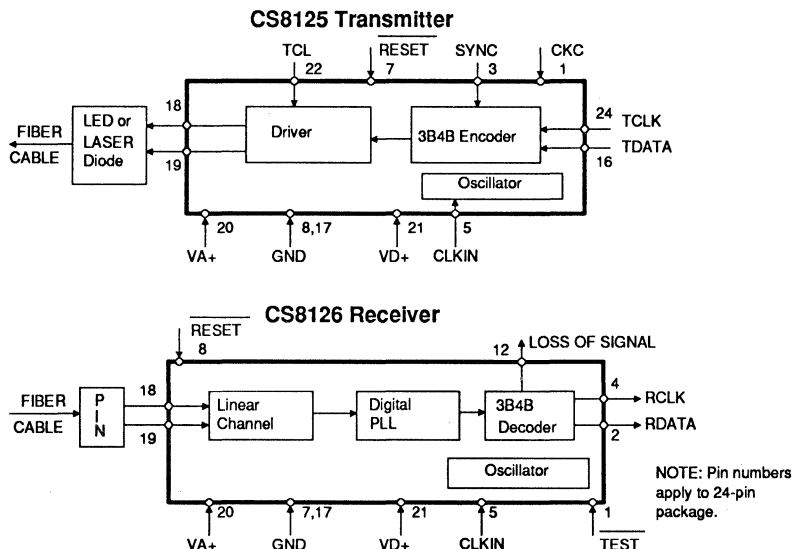 CS8125 Transmitter
TCL RESET SYNC CKC
22 7 3 1
18
LED or
LASER
Diode
FIBER
CABLE
19
Driver
3B4B Encoder
24
TCLK
TDATA
16
Oscillator
20 8,17 21 5
VA+ GND VD+ CLKIN
CS8126 Receiver
RESET
8
12
LOSS OF SIGNAL
FIBER
CABLE
P
I
N
18
19
Linear
Channel
Digital
PLL
3B4B
Decoder
4
RCLK
RDATA
2
Oscillator
NOTE: Pin numbers
apply to 24-pin
package.
20 7,17 21 5 1
VA+ GND VD+ CLKIN TEST